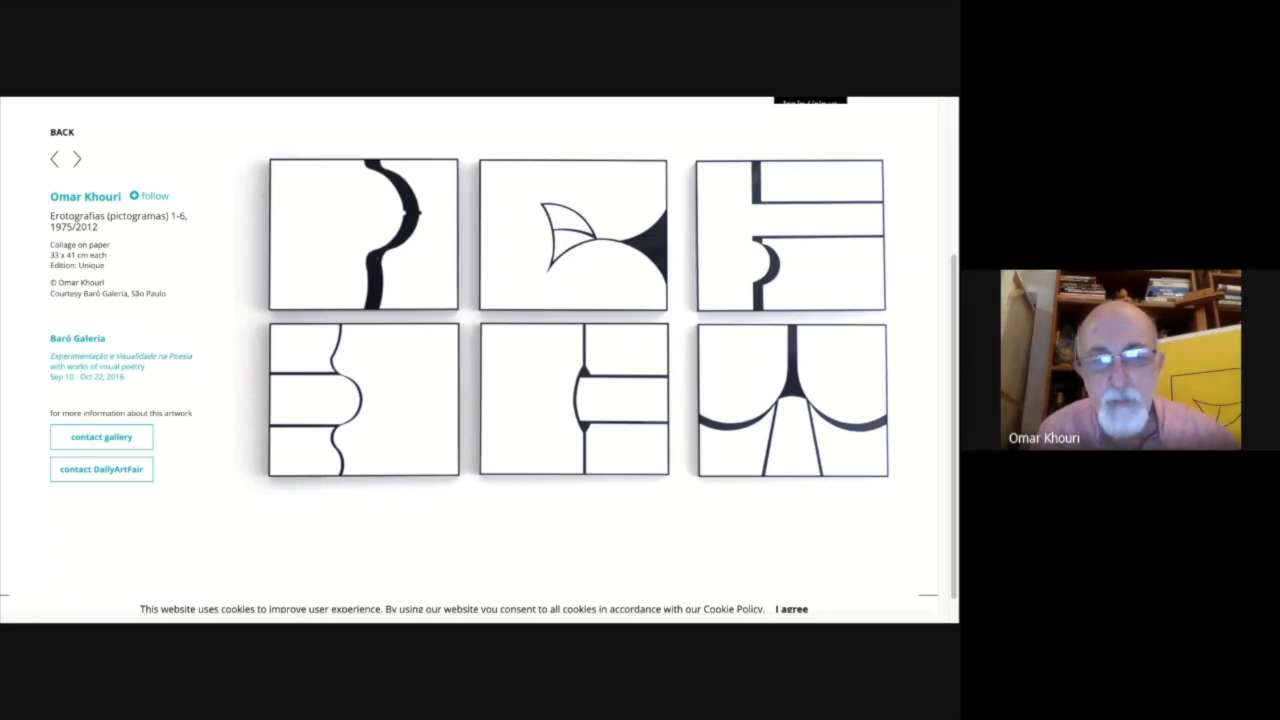 BACK
Omar Khouri follow
Erotografias (pictogramas) 1-6,
1975/2012
Collage on paper
33 x 41 cm each
Edition: Unique
© Omar Khouri
Courtesy Baró Galeria, São Paulo
Baró Galeria
Experimentação e Visualidade na Poesia
with works of visual poetry
Sep 10 - Oct 22, 2016
for more information about this artwork
contact gallery
contact DailyArtFair
This website uses cookies to improve user experience. By using our website you consent to all cookies in accordance with our Cookie Policy. I agree
Omar Khouri